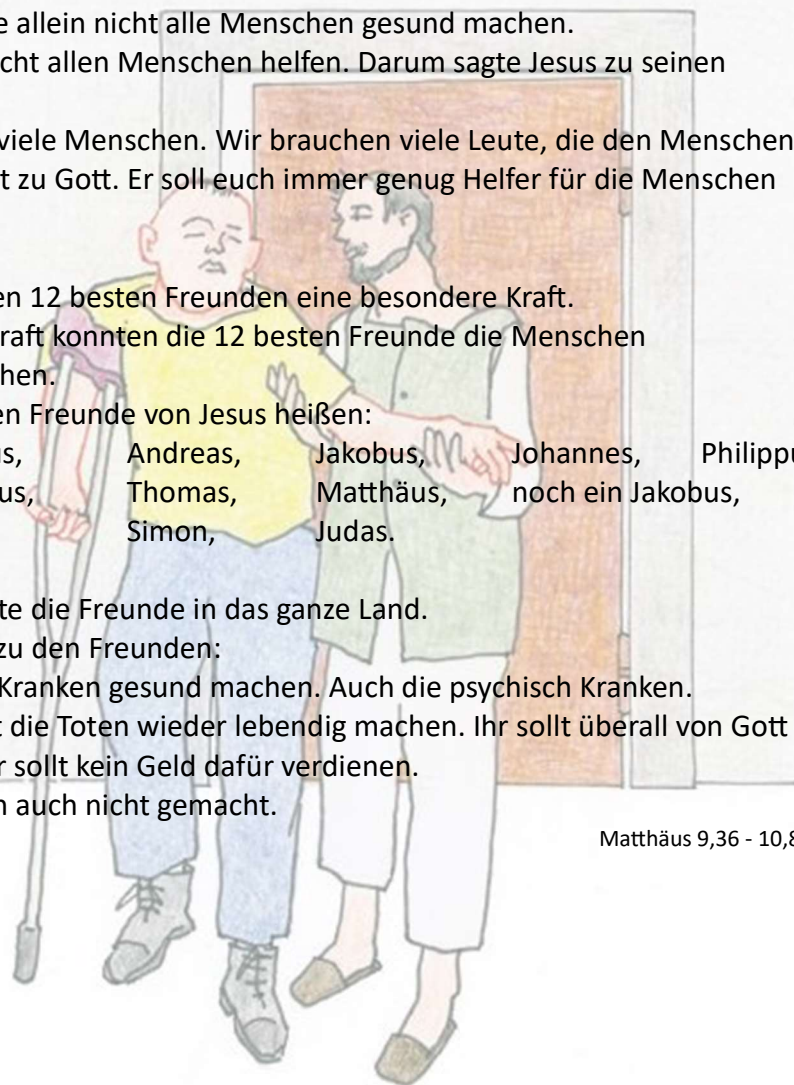 e allein nicht alle Menschen gesund machen.
cht allen Menschen helfen. Darum sagte Jesus zu seinen
viele Menschen. Wir brauchen viele Leute, die den Menschen
t zu Gott. Er soll euch immer genug Helfer für die Menschen
en 12 besten Freunden eine besondere Kraft.
raft konnten die 12 besten Freunde die Menschen
hen.
en Freunde von Jesus heißen:
us, Andreas, Jakobus, Johannes, Philippu
us, Thomas, Matthäus, noch ein Jakobus,
Simon, Judas.
te die Freunde in das ganze Land.
zu den Freunden:
Kranken gesund machen. Auch die psychisch Kranken.
t die Toten wieder lebendig machen. Ihr sollt überall von Gott
r sollt kein Geld dafür verdienen.
n auch nicht gemacht.
Matthäus 9,36 - 10,8